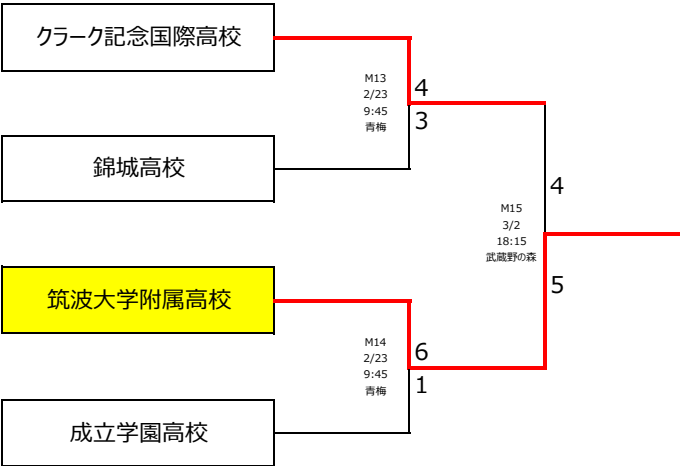 クラーク記念国際高校
M13
2/23
9:45
青梅
4
3
錦城高校
M15
3/2
18:15
武蔵野の森
4
5
筑波大学附属高校
M14
2/23
9:45
青梅
6
1
成立学園高校